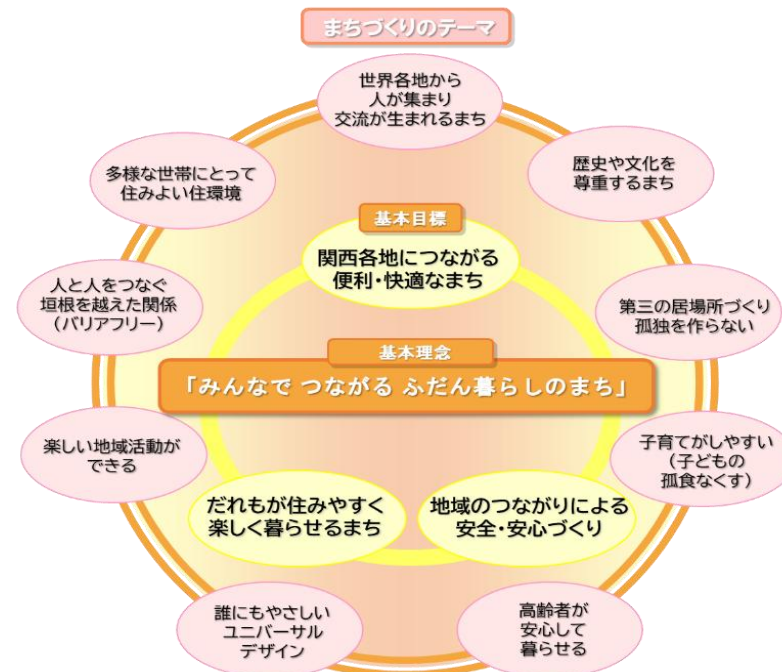 まちづくりのテーマ
世界各地から
人が集まり
交流が生まれるまち
多様な世帯にとって
住みよい住環境
歴史や文化を
尊重するまち
基本目標
関西各地につながる
便利・快適なまち
人と人をつなぐ
垣根を越えた関係
(バリアフリー)
第三の居場所づくり
孤独を作らない
基本理念
「みんなで つながる ふだん暮らしのまち」
楽しい地域活動が
できる
子育てがしやすい
(子どもの
孤食なくす)
だれもが住みやすく
楽しく暮らせるまち
地域のつながりによる
安全・安心づくり
誰にもやさしい
ユニバーサル
デザイン
高齢者が
安心して
暮らせる